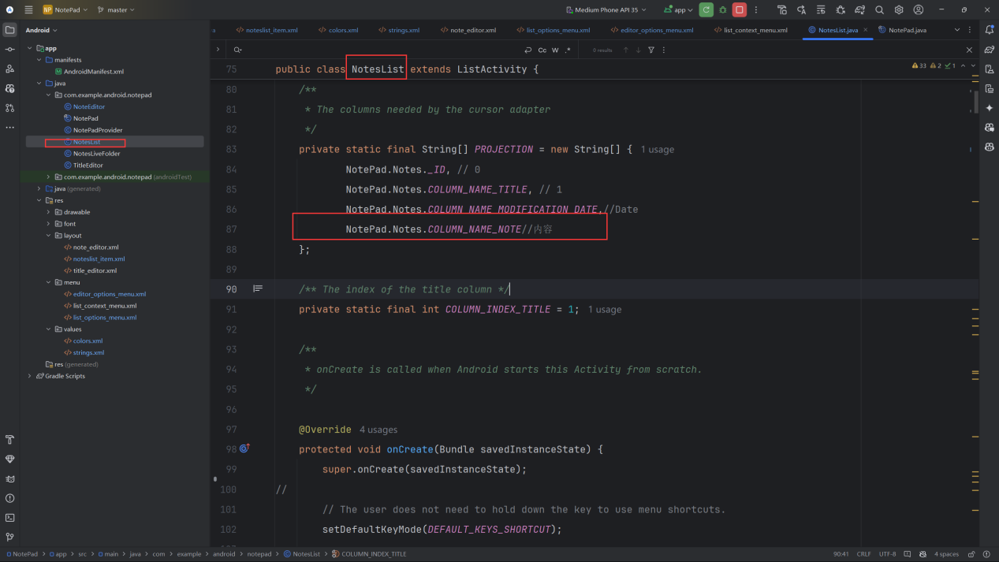 NP NotePad master Medium Phone API 35 app
Android
noteslist_item.xml colors.xml strings.xml note_editor.xml list_options_menu.xml editor_options_menu.xml list_context_menu.xml NotesList.java NotePad.java
Cc W .* 0 results
app
manifests
AndroidManifest.xml
java
com.example.android.notepad
NoteEditor
NotePad
NotePadProvider
NotesList
NotesLiveFolder
TitleEditor
com.example.android.notepad (androidTest)
java (generated)
res
drawable
font
layout
note_editor.xml
noteslist_item.xml
title_editor.xml
menu
editor_options_menu.xml
list_context_menu.xml
list_options_menu.xml
values
colors.xml
strings.xml
res (generated)
Gradle Scripts
75 public class NotesList extends ListActivity { 33 2 1
80 /**
81 * The columns needed by the cursor adapter
82 */
83 private static final String[] PROJECTION = new String[] { 1 usage
84 NotePad.Notes._ID, // 0
85 NotePad.Notes.COLUMN_NAME_TITLE, // 1
86 NotePad.Notes.COLUMN_NAME_MODIFICATION_DATE,//Date
87 NotePad.Notes.COLUMN_NAME_NOTE//内容
88 };
89
90 /** The index of the title column */
91 private static final int COLUMN_INDEX_TITLE = 1; 1 usage
92
93 /**
94 * onCreate is called when Android starts this Activity from scratch.
95 */
96
97 @Override 4 usages
98 protected void onCreate(Bundle savedInstanceState) {
99 super.onCreate(savedInstanceState);
100 //
101 // The user does not need to hold down the key to use menu shortcuts.
102 setDefaultKeyMode(DEFAULT_KEYS_SHORTCUT);
NotePad app src main java com example android notepad NotesList COLUMN_INDEX_TITLE 90:41 CRLF UTF-8 4 spaces